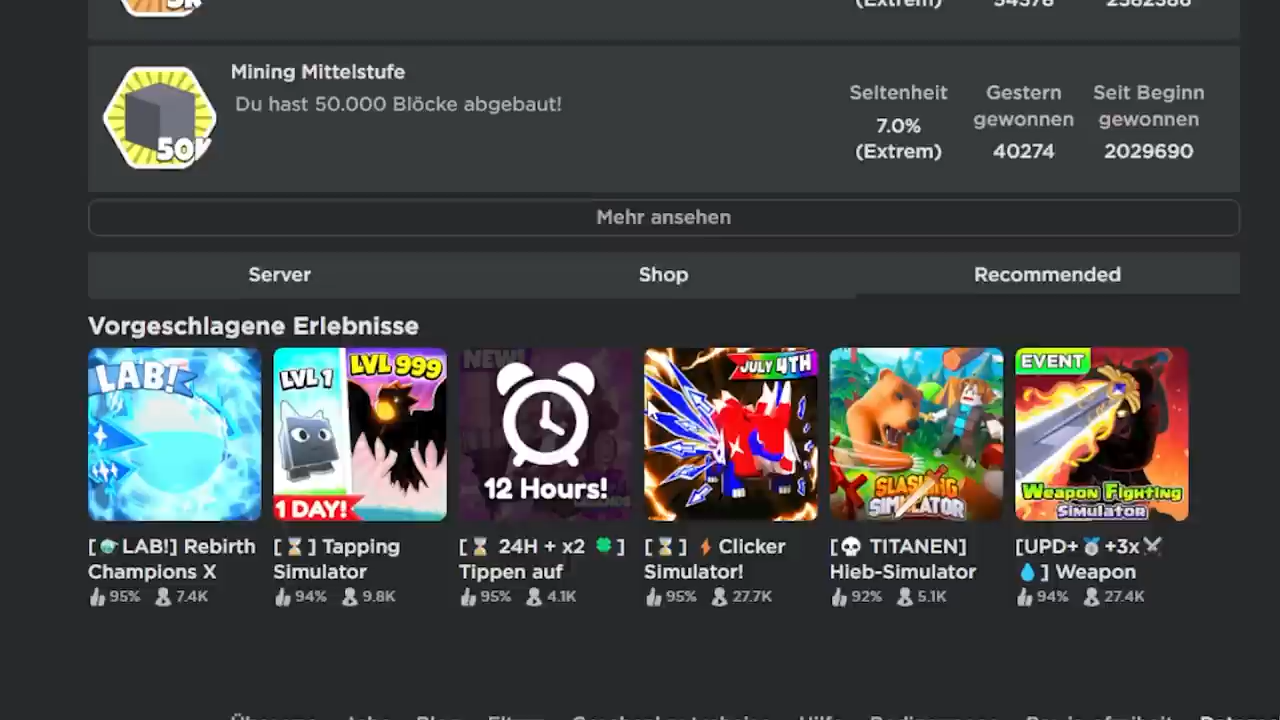 (Extrem) 54378 2382386
Mining Mittelstufe
Du hast 50.000 Blöcke abgebaut!
Seltenheit
7.0%
(Extrem)
Gestern
gewonnen
40274
Seit Beginn
gewonnen
2029690
50K
Mehr ansehen
Server Shop Recommended
Vorgeschlagene Erlebnisse
LAB!
LVL 1
LVL 999
1 DAY!
NEW!
12 Hours!
JULY 4TH
SLASHING
SIMULATOR
EVENT
Weapon Fighting
Simulator
[🪐LAB!] Rebirth
Champions X
95% 7.4K
[⏳] Tapping
Simulator
94% 9.8K
[⏳ 24H + x2 🍀]
Tippen auf
95% 4.1K
[⏳] ⚡Clicker
Simulator!
95% 27.7K
[💀 TITANEN]
Hieb-Simulator
92% 5.1K
[UPD+🥈+3x⚔
💧] Weapon
94% 27.4K